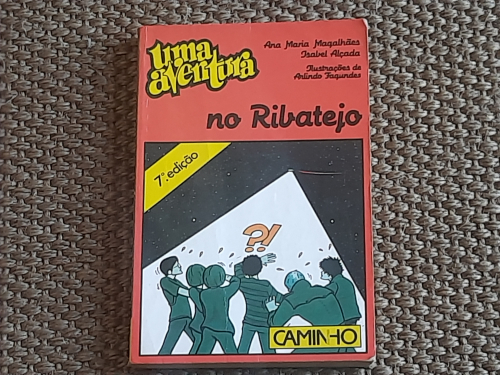 uma
aventura
Ana Maria Magalhães
Isabel Alçada
Ilustrações de
Arlindo Fagundes
no Ribatejo
7ª. edição
?!
CAMINHO